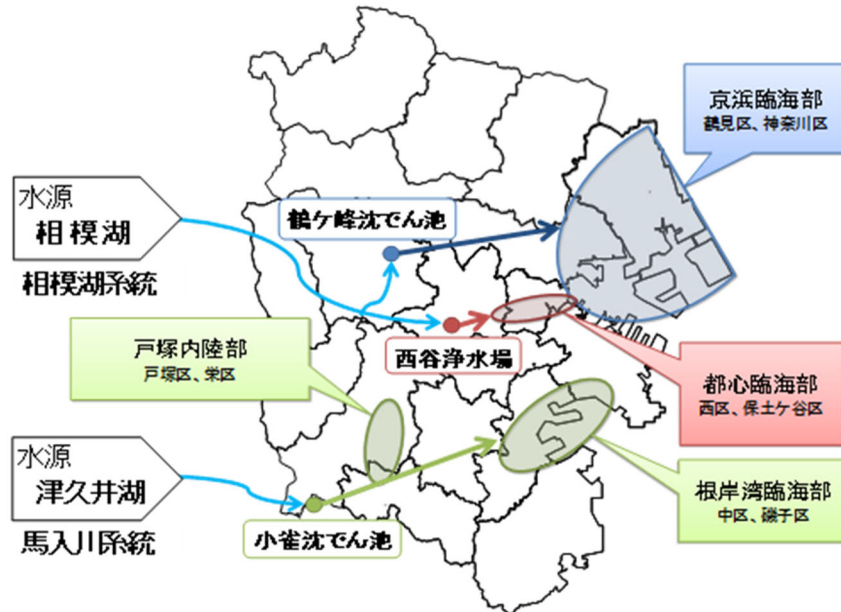 京浜臨海部
鶴見区、神奈川区
水源
相模湖
相模湖系統
鶴ケ峰沈でん池
戸塚内陸部
戸塚区、栄区
西谷浄水場
都心臨海部
西区、保土ケ谷区
水源
津久井湖
馬入川系統
小雀沈でん池
根岸湾臨海部
中区、磯子区